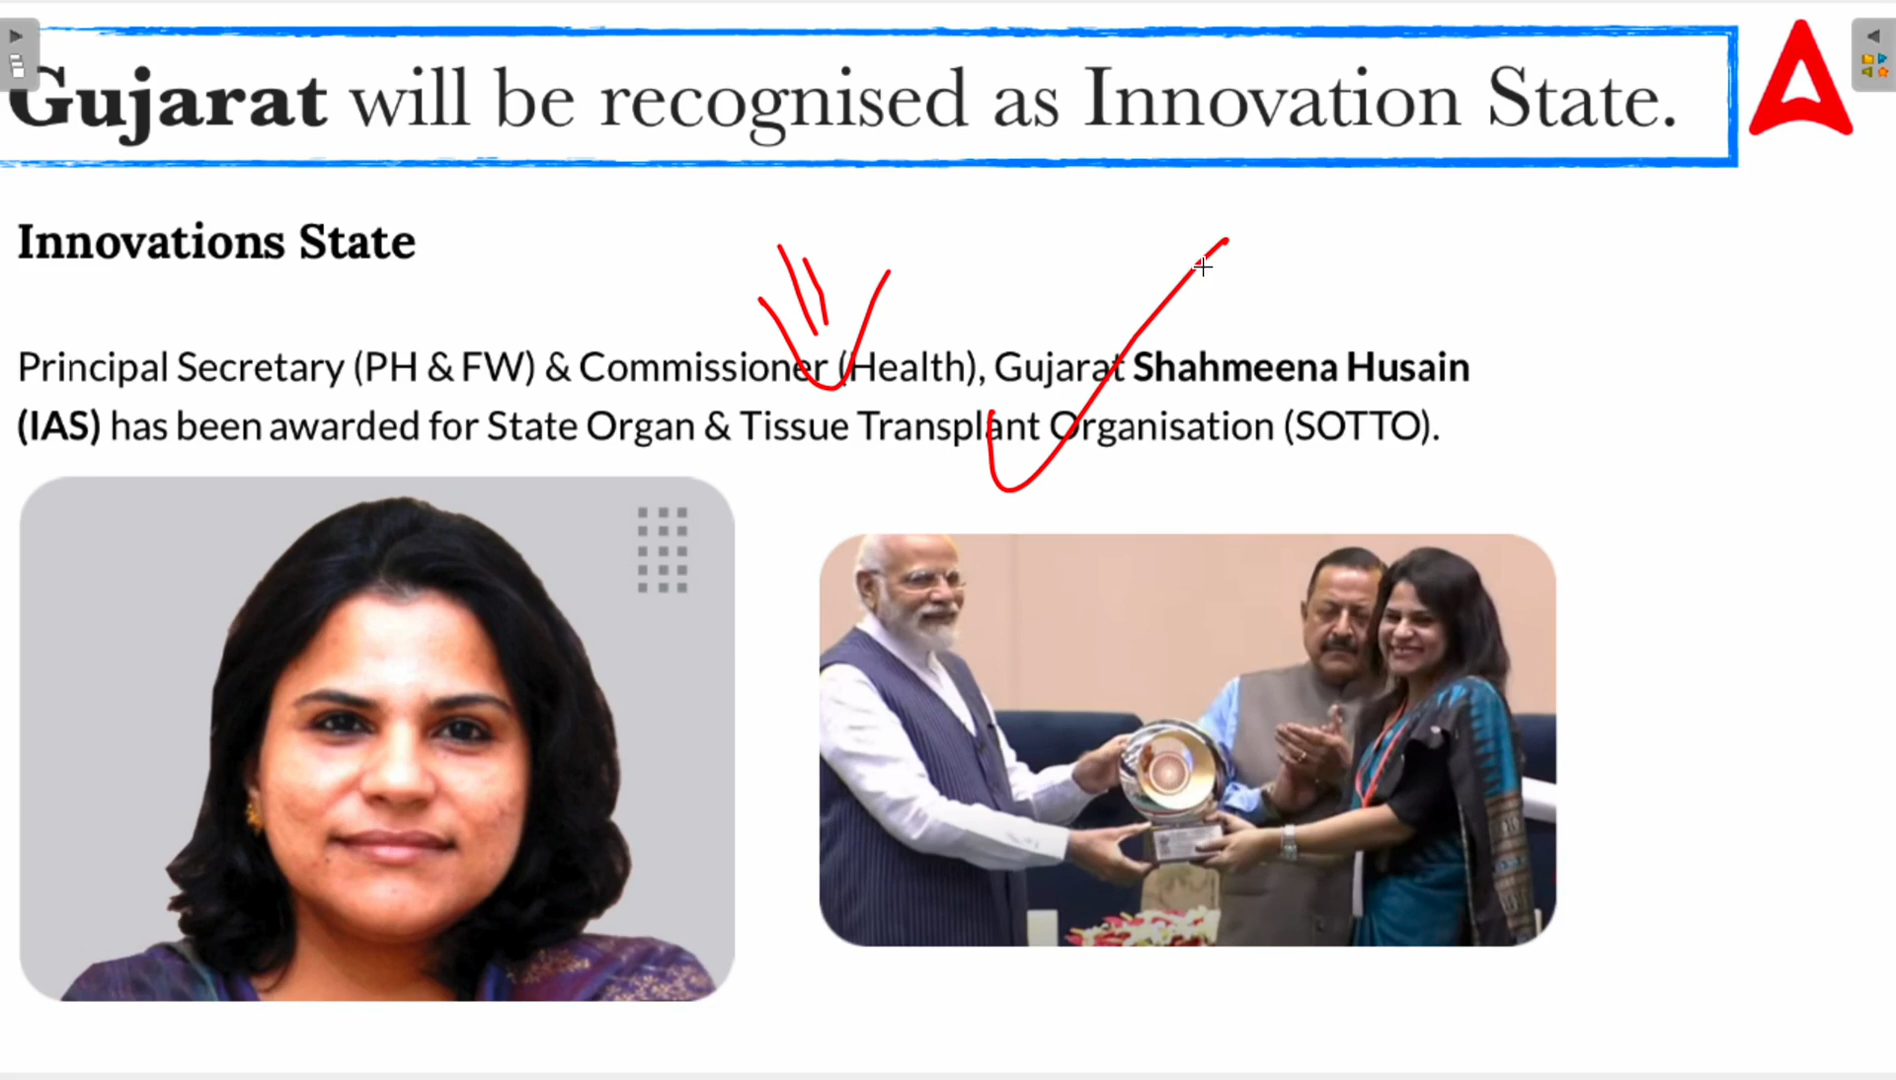 Gujarat will be recognised as Innovation State.
Innovations State
Principal Secretary (PH & FW) & Commissioner (Health), Gujarat Shahmeena Husain
(IAS) has been awarded for State Organ & Tissue Transplant Organisation (SOTTO).